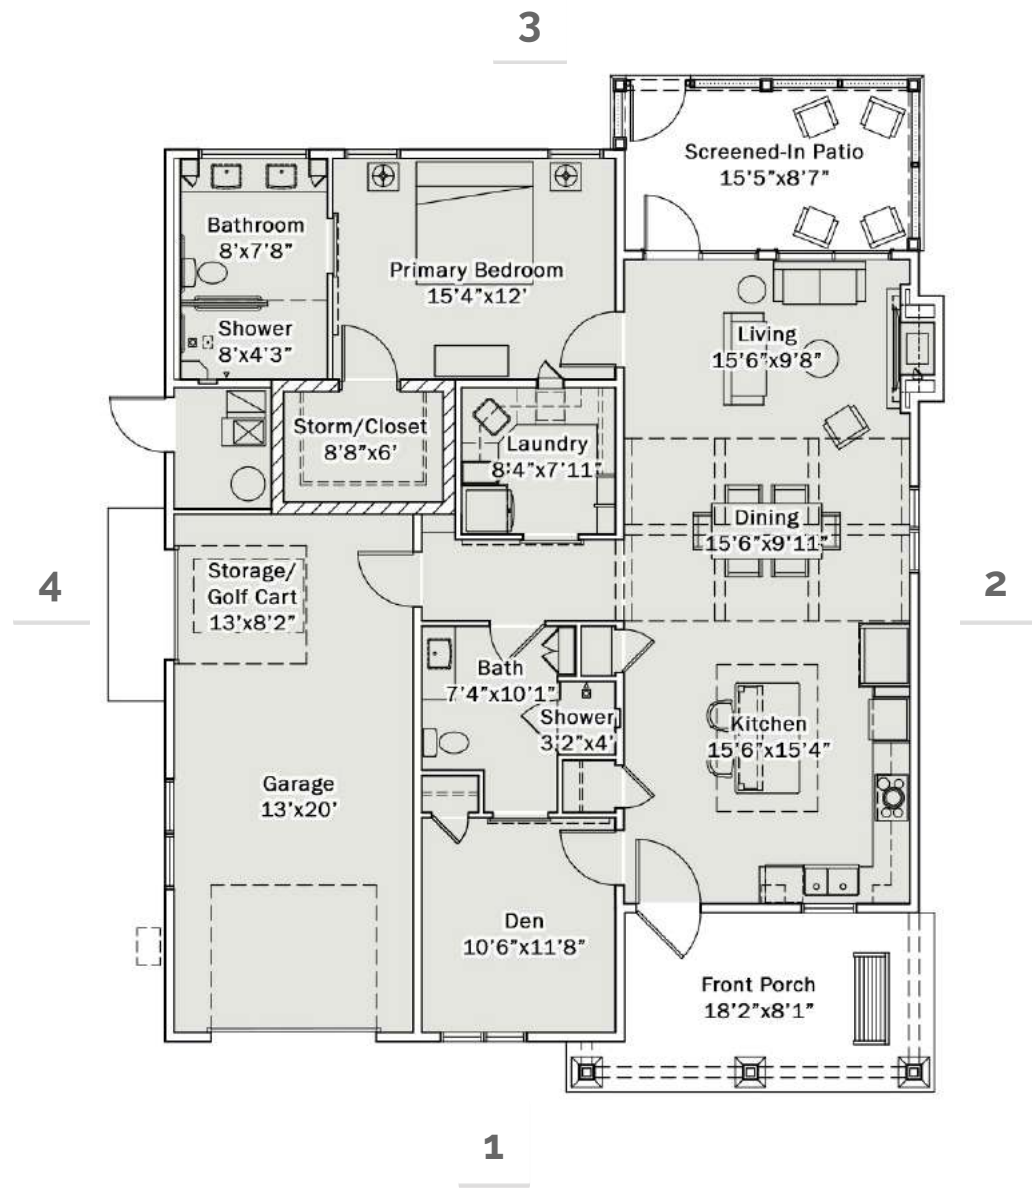 3
Screened-In Patio
15'5"x8'7"
Bathroom
8'x7'8"
Primary Bedroom
15'4"x12'
Shower
8'x4'3"
Living
15'6"x9'8"
Storm/Closet
8'8"x6'
Laundry
8'4"x7'11"
Dining
15'6"x9'11"
4
Storage/
Golf Cart
13'x8'2"
2
Bath
7'4"x10'1"
Shower
3'2"x4'
Kitchen
15'6"x15'4"
Garage
13'x20'
Den
10'6"x11'8"
Front Porch
18'2"x8'1"
1